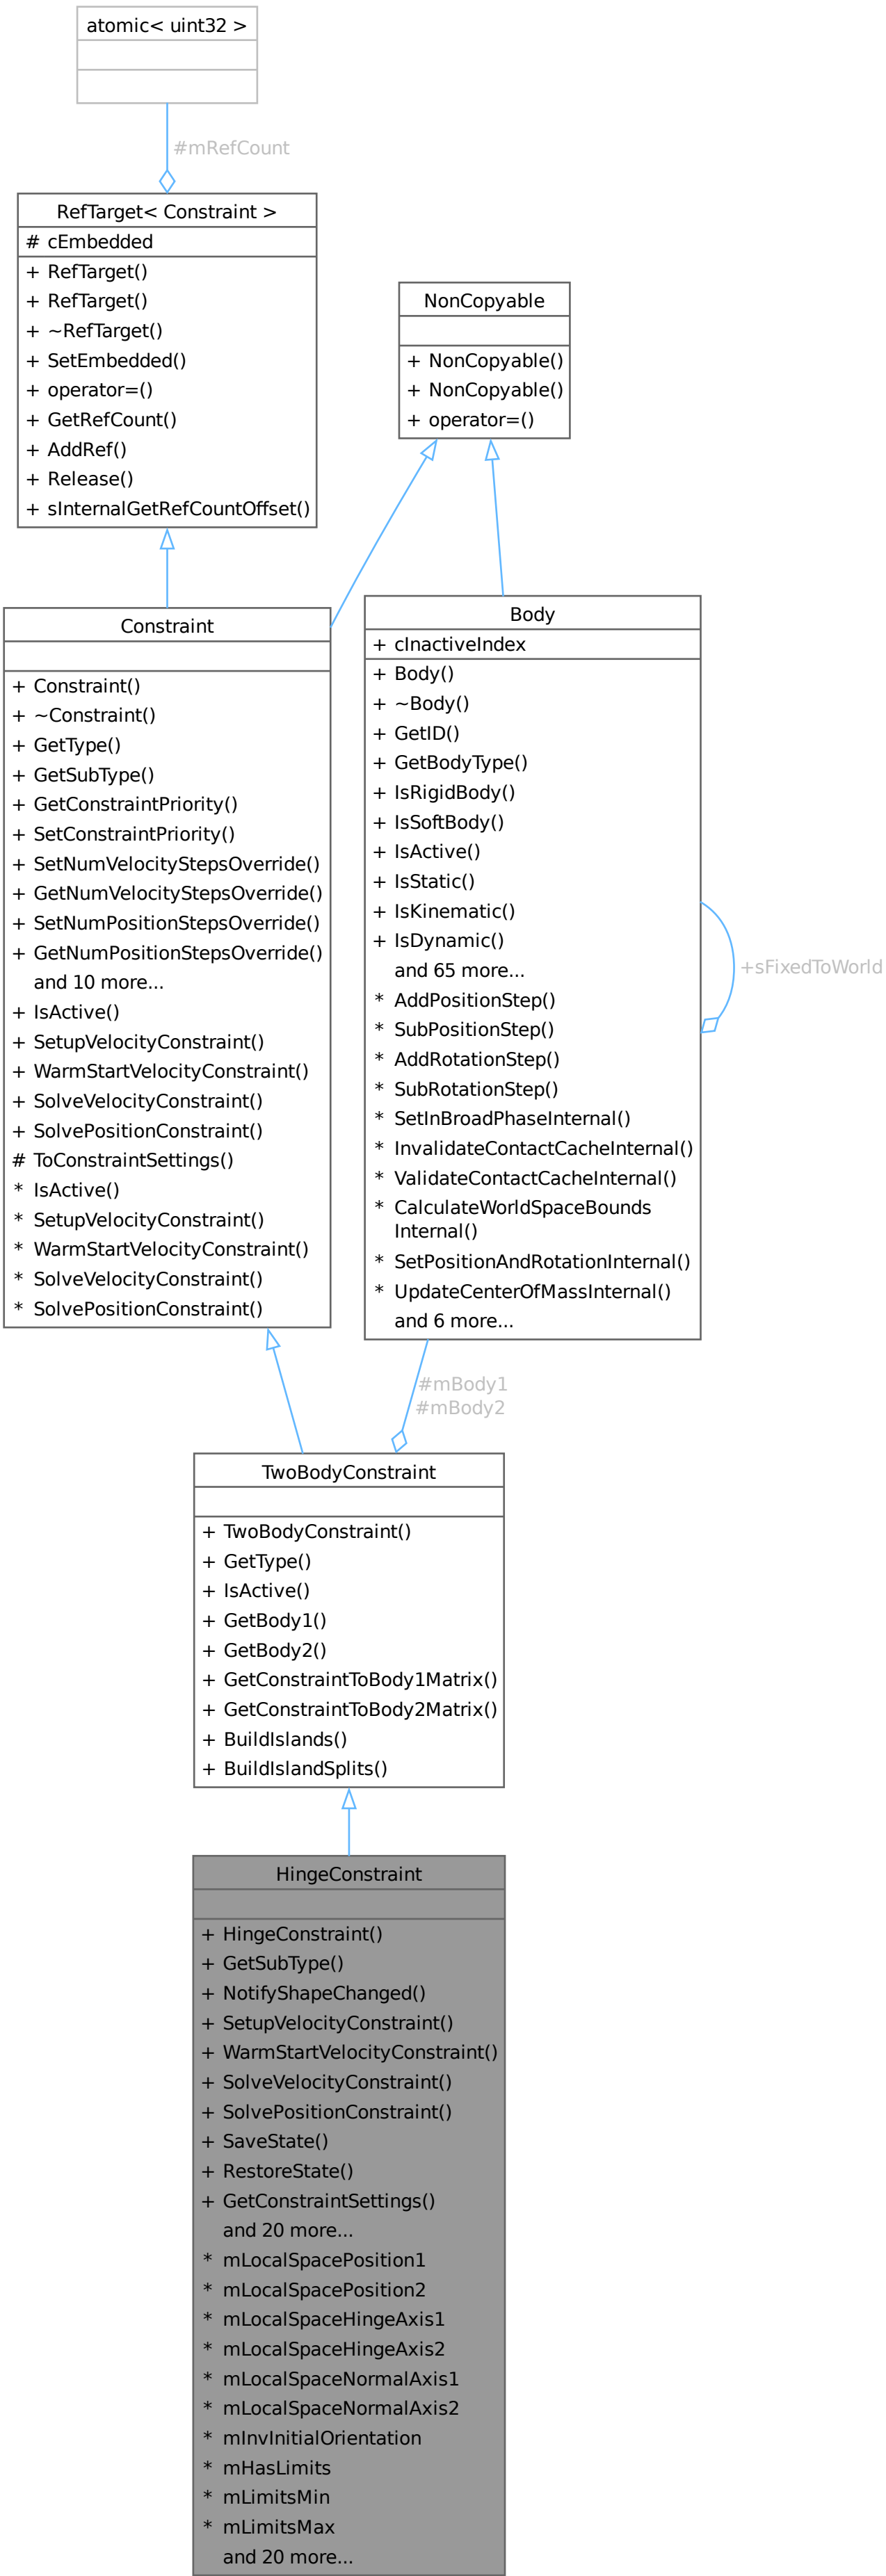 atomic< uint32 >
#mRefCount
RefTarget< Constraint >
# cEmbedded
+ RefTarget()
+ RefTarget()
+ ~RefTarget()
+ SetEmbedded()
+ operator=()
+ GetRefCount()
+ AddRef()
+ Release()
+ sInternalGetRefCountOffset()
NonCopyable
+ NonCopyable()
+ NonCopyable()
+ operator=()
Constraint
+ Constraint()
+ ~Constraint()
+ GetType()
+ GetSubType()
+ GetConstraintPriority()
+ SetConstraintPriority()
+ SetNumVelocityStepsOverride()
+ GetNumVelocityStepsOverride()
+ SetNumPositionStepsOverride()
+ GetNumPositionStepsOverride()
and 10 more...
+ IsActive()
+ SetupVelocityConstraint()
+ WarmStartVelocityConstraint()
+ SolveVelocityConstraint()
+ SolvePositionConstraint()
# ToConstraintSettings()
* IsActive()
* SetupVelocityConstraint()
* WarmStartVelocityConstraint()
* SolveVelocityConstraint()
* SolvePositionConstraint()
Body
+ cInactiveIndex
+ Body()
+ ~Body()
+ GetID()
+ GetBodyType()
+ IsRigidBody()
+ IsSoftBody()
+ IsActive()
+ IsStatic()
+ IsKinematic()
+ IsDynamic()
and 65 more...
* AddPositionStep()
* SubPositionStep()
* AddRotationStep()
* SubRotationStep()
* SetInBroadPhaseInternal()
* InvalidateContactCacheInternal()
* ValidateContactCacheInternal()
* CalculateWorldSpaceBounds
Internal()
* SetPositionAndRotationInternal()
* UpdateCenterOfMassInternal()
and 6 more...
+sFixedToWorld
#mBody1
#mBody2
TwoBodyConstraint
+ TwoBodyConstraint()
+ GetType()
+ IsActive()
+ GetBody1()
+ GetBody2()
+ GetConstraintToBody1Matrix()
+ GetConstraintToBody2Matrix()
+ BuildIslands()
+ BuildIslandSplits()
HingeConstraint
+ HingeConstraint()
+ GetSubType()
+ NotifyShapeChanged()
+ SetupVelocityConstraint()
+ WarmStartVelocityConstraint()
+ SolveVelocityConstraint()
+ SolvePositionConstraint()
+ SaveState()
+ RestoreState()
+ GetConstraintSettings()
and 20 more...
* mLocalSpacePosition1
* mLocalSpacePosition2
* mLocalSpaceHingeAxis1
* mLocalSpaceHingeAxis2
* mLocalSpaceNormalAxis1
* mLocalSpaceNormalAxis2
* mInvInitialOrientation
* mHasLimits
* mLimitsMin
* mLimitsMax
and 20 more...